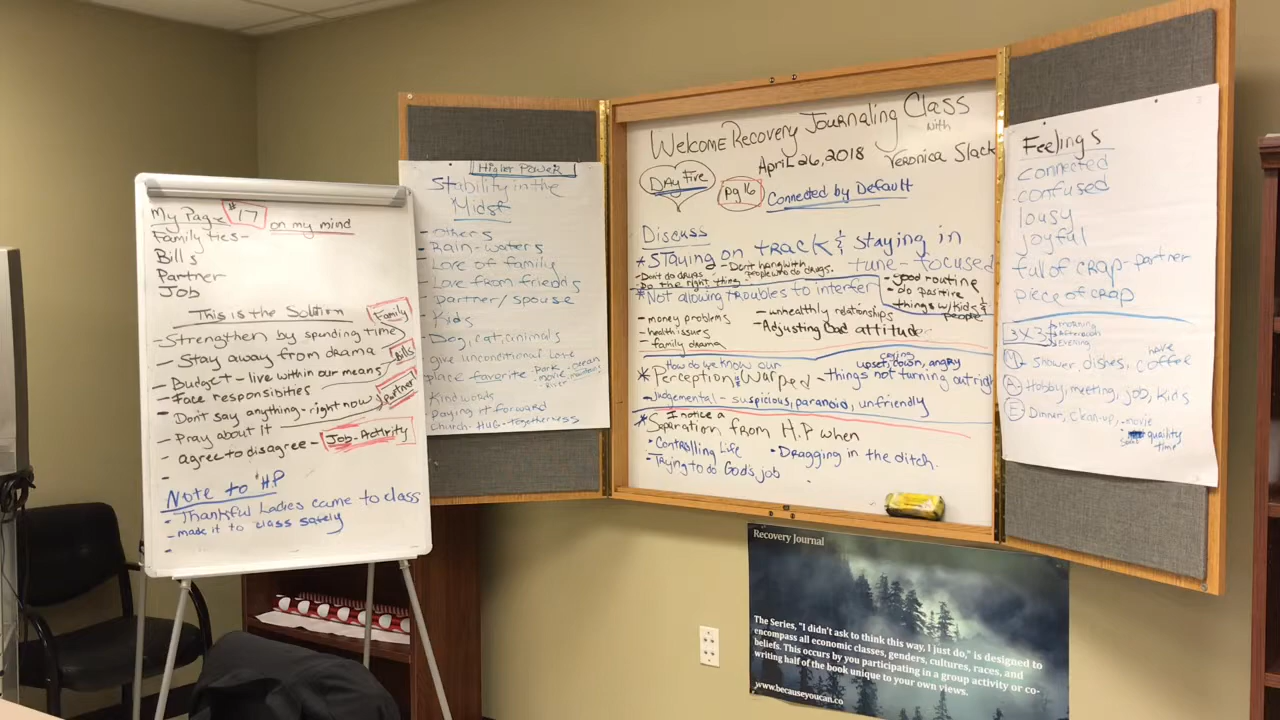 My Page #17 on my mind
Family ties-
Bills
Partner
Job
This is the Solution
Family
- Strengthen by spending time
- Stay away from drama
Bills
- Budget - live within our means
- Face responsibities
Partner
- Don't say anything - right now
- Pray about it
- agree to disagree - Job-Activity
-
Note to HP
- Thankful Ladies came to class
- made it to class safely
-
Higher Power
Stability in the
Midst
- Others
- Rain-waters
- Love of family
- Love from friends
- Partner/spouse
- Kids
- Dog, cat, animals
give unconditional love
place favorite - Park - ocean
- movie
- River
Kind words
Paying it forward
Church - HUG - Togetherness
Welcome Recovery Journaling Class
with
April 26, 2018 Veronica Slack
Day Five
pg 16
Connected by Default
Discuss
* Staying on track & staying in
tune - focused
- Don't do drugs. - Don't hang with
people who do drugs.
- Do the right thing
- good routine
- do positive
things w/kids &
people
* Not allowing troubles to interfer
- money problems
- health issues
- family drama
- unhealthly relationships
- Adjusting bad attitude
How do we know our
crying
upset, down, angry
* Perception is Warped - things not turning out right
- Judgemental - suspicious, paranoid, unfriendly
I notice a
* Separation from H.P when
• Controlling Life
• Dragging in the ditch.
• Trying to do God's job
Feelings
connected
confused
lousy
joyful
full of crap - partner
piece of crap
3x3
morning
Afternoon
Evening
have
M. Shower, dishes, coffee
A. Hobby, meeting, job, kids
E. Dinner, clean-up, -movie
quaility
time
Recovery Journal
The Series, "I didn't ask to think this way, I just do," is designed to
encompass all economic classes, genders, cultures, races, and
beliefs. This occurs by you participating in a group activity or co-
writing half of the book unique to your own views.
www.becauseyoucan.co